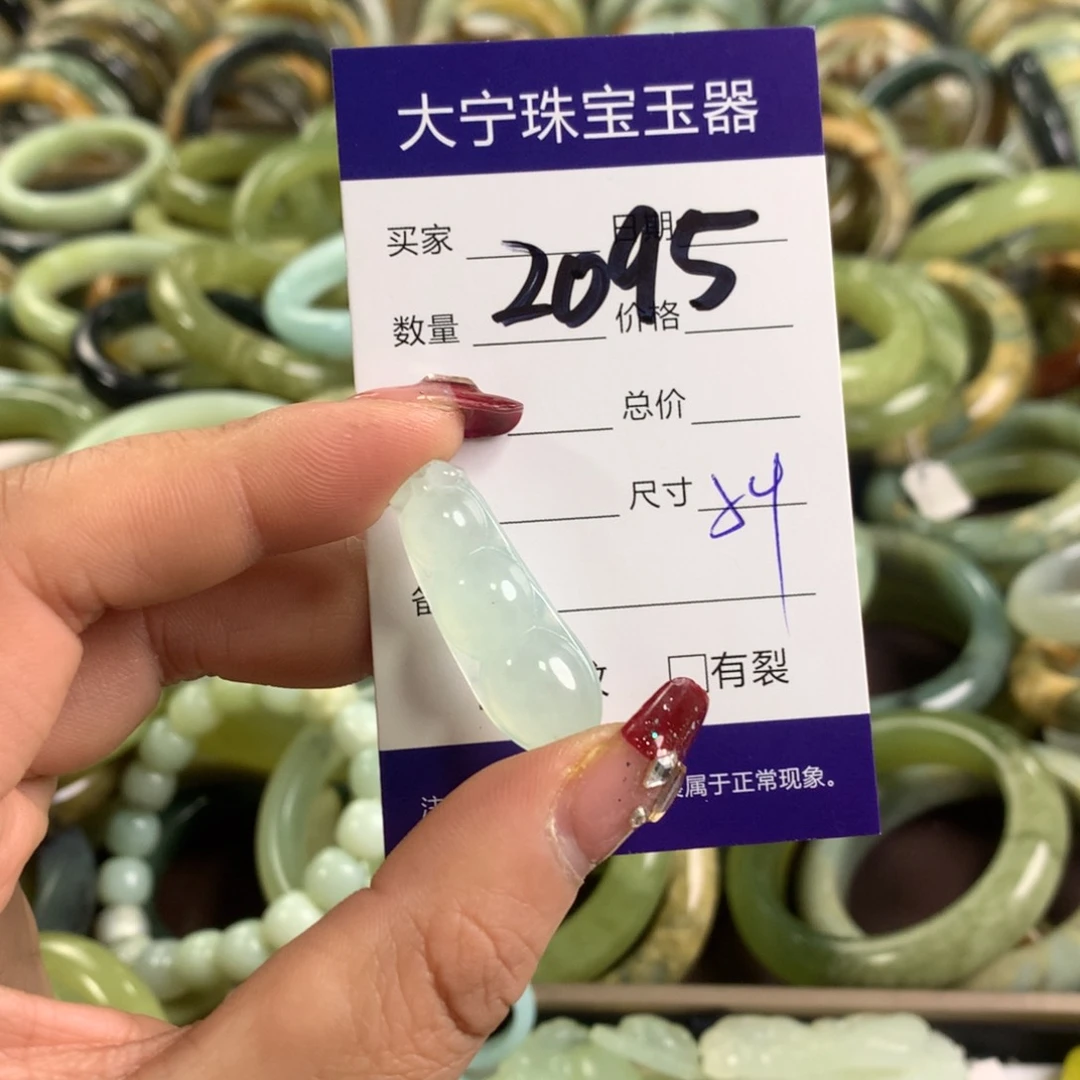 大宁珠宝玉器
买家 日期
2095
数量 价格
总价
尺寸
有裂
属于正常现象。